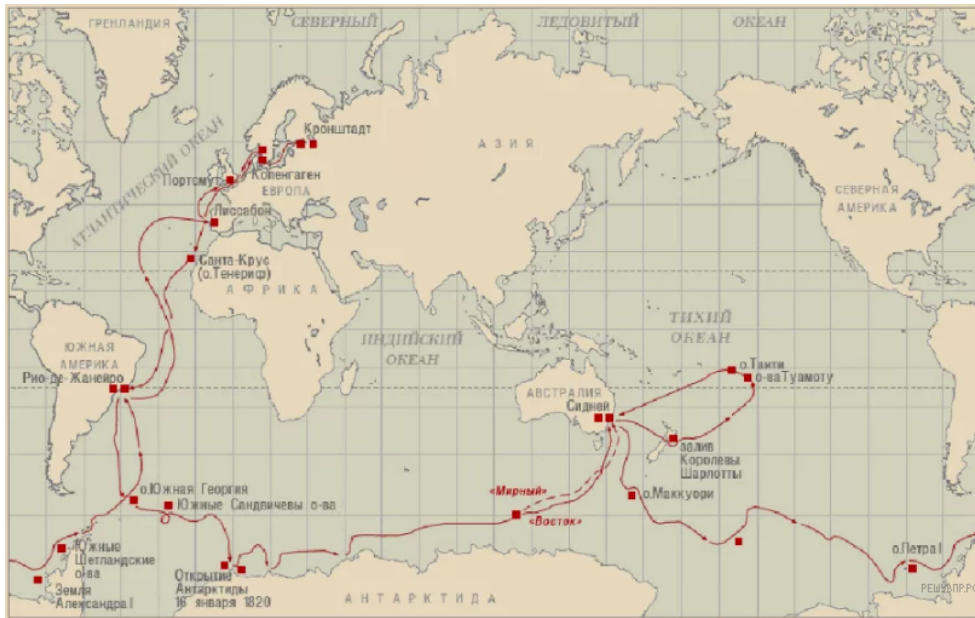 ГРЕНЛАНДИЯ
СЕВЕРНЫЙ
ЛЕДОВИТЫЙ
ОКЕАН
Кронштадт
АЗИЯ
АТЛАНТИЧЕСКИЙ ОКЕАН
Портсмут
Копенгаген
ЕВРОПА
СЕВЕРНАЯ
АМЕРИКА
Лиссабон
Санта-Крус
(о.Тенериф)
АФРИКА
ИНДИЙСКИЙ
ОКЕАН
ТИХИЙ
ОКЕАН
ЮЖНАЯ
АМЕРИКА
Рио-де-Жанейро
о.Таити
о-ва Туамоту
АВСТРАЛИЯ
Сидней
залив
Королевы
Шарлотты
«Мирный»
«Восток»
о.Маккуори
о.Южная Георгия
Южные Сандвичевы о-ва
Южные
Шетландские
о-ва
Земля
Александра I
Открытие
Антарктиды
16 января 1820
АНТАРКТИДА
о.Петра I
РЕШУВПР.РФ